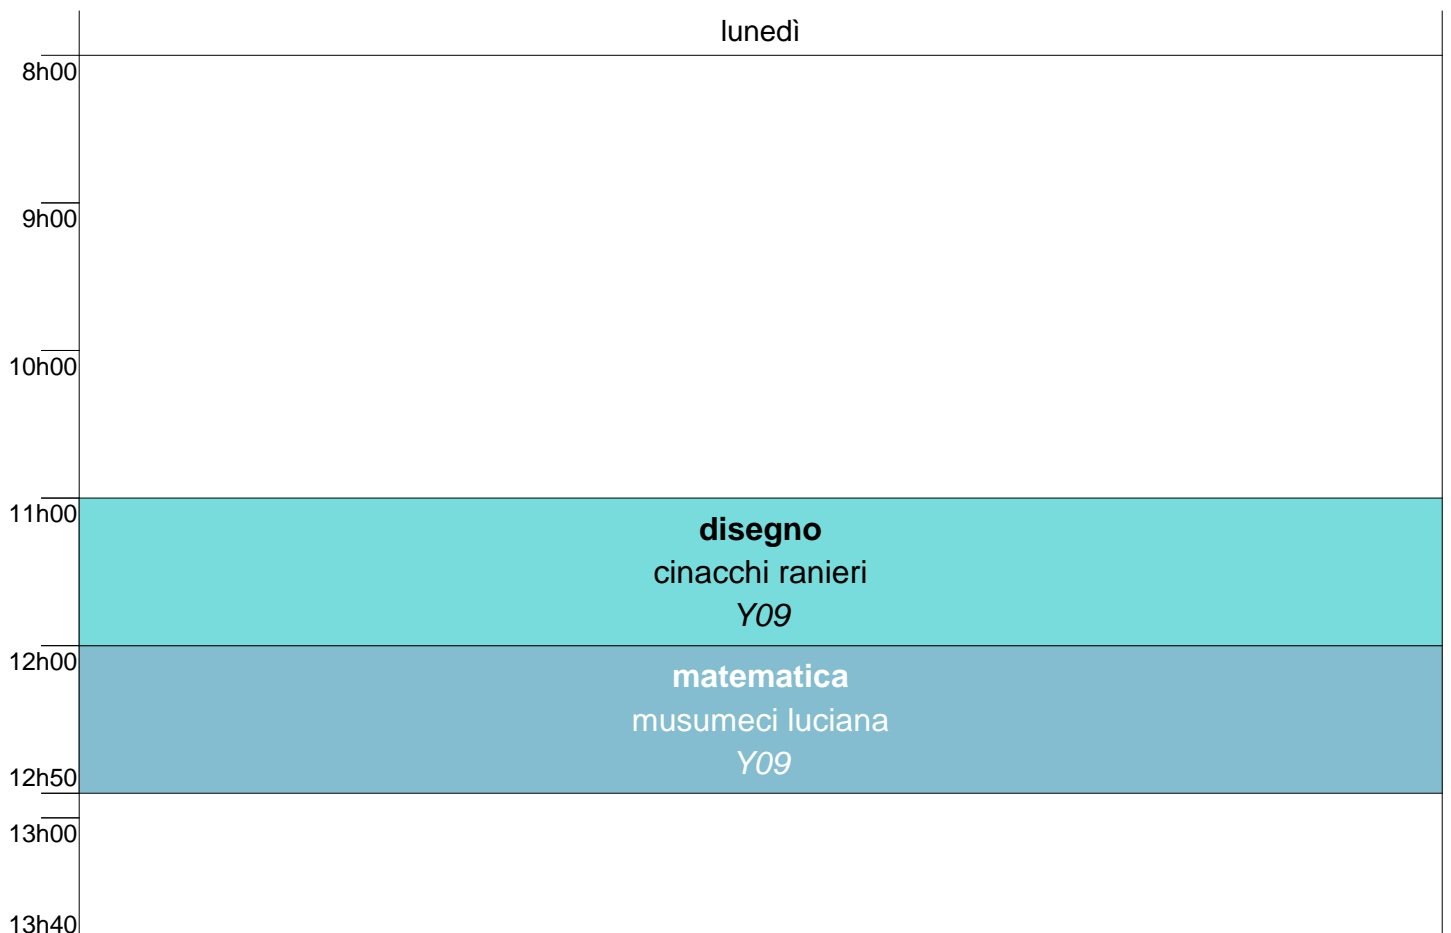 lunedì
8h00
9h00
10h00
11h00
disegno
cinacchi ranieri
Y09
12h00
matematica
musumeci luciana
Y09
12h50
13h00
13h40